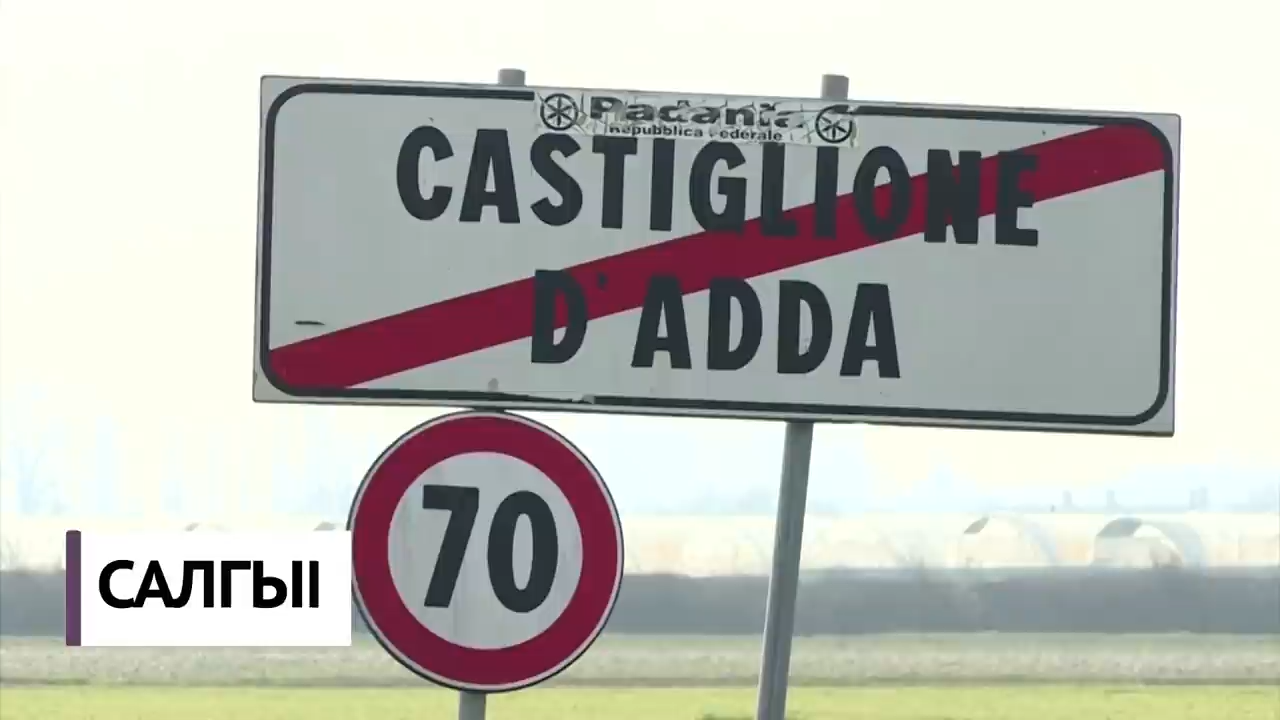 Padania
Repubblica Federale
CASTIGLIONE
D'ADDA
70
САЛГЫІ